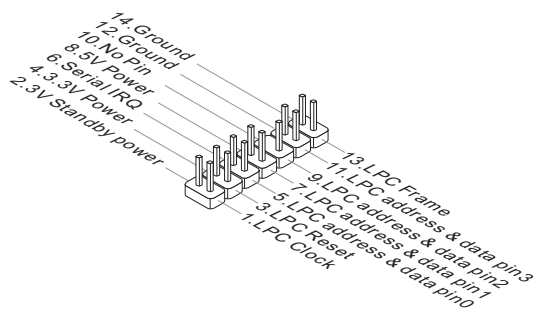 14.Ground
12.Ground
10.No Pin
8.5V Power
6.Serial IRQ
4.3.3V Power
2.3V Standby power
13.LPC Frame
11.LPC address & data pin3
9.LPC address & data pin2
7.LPC address & data pin1
5.LPC address & data pin0
3.LPC Reset
1.LPC Clock